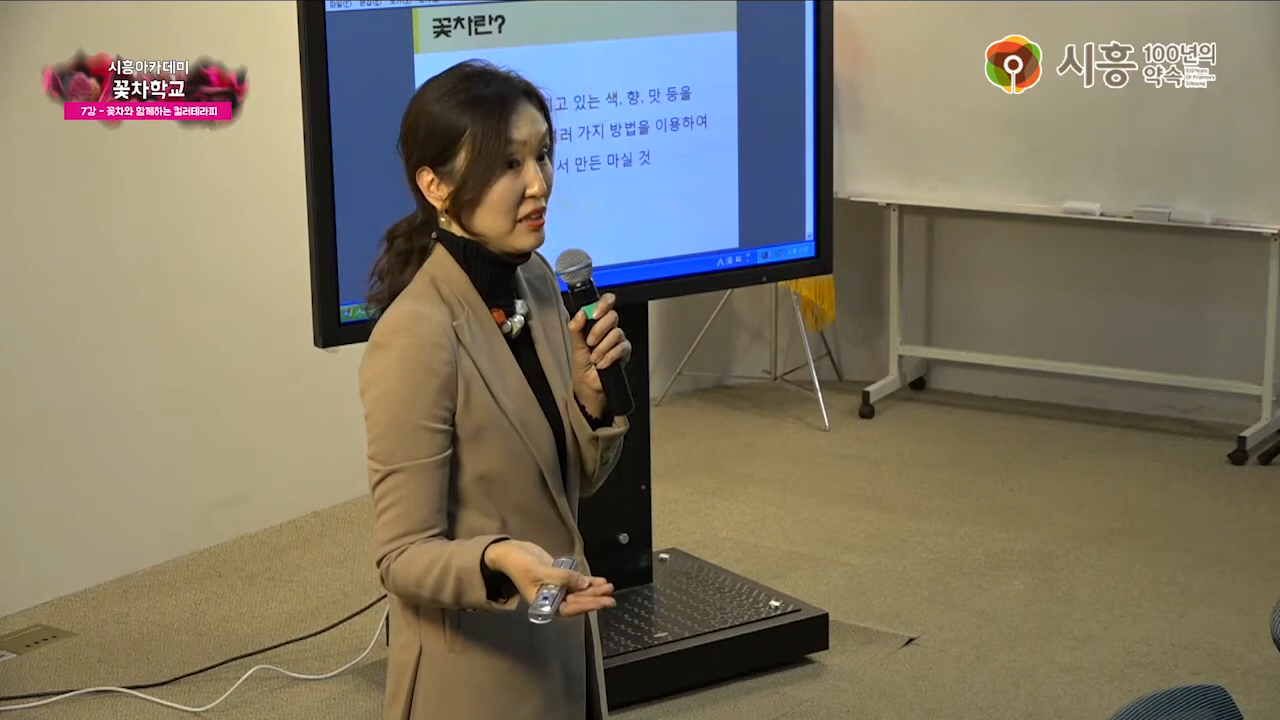 시흥아카데미
꽃차학교
7강 - 꽃차와 함께하는 컬러테라피
시흥
100년의
약속
꽃차란?
고 있는 색, 향, 맛 등을
러 가지 방법을 이용하여
서 만든 마실 것